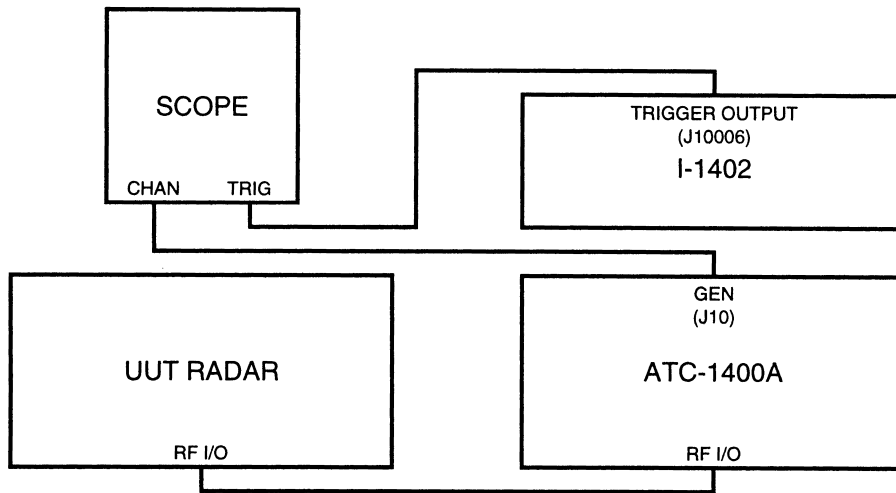 SCOPE
CHAN TRIG
TRIGGER OUTPUT
(J10006)
I-1402
UUT RADAR
RF I/O
GEN
(J10)
ATC-1400A
RF I/O